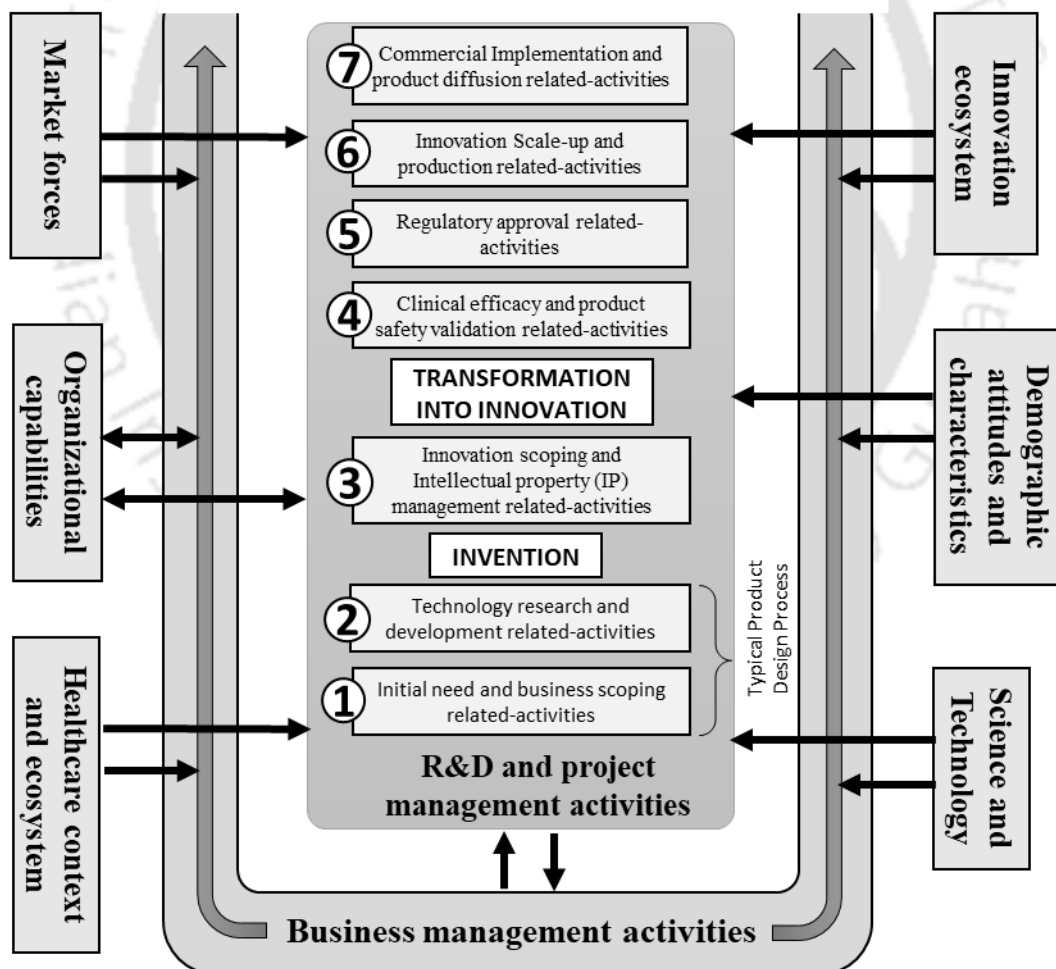 Market forces
Organizational
capabilities
Healthcare context
and ecosystem
7
Commercial Implementation and
product diffusion related-activities
6
Innovation Scale-up and
production related-activities
5
Regulatory approval related-
activities
4
Clinical efficacy and product
safety validation related-activities
TRANSFORMATION
INTO INNOVATION
3
Innovation scoping and
Intellectual property (IP)
management related-activities
INVENTION
2
Technology research and
development related-activities
1
Initial need and business scoping
related-activities
Typical Product
Design Process
R&D and project
management activities
Business management activities
Innovation
ecosystem
Demographic
attitudes and
characteristics
Science and
Technology